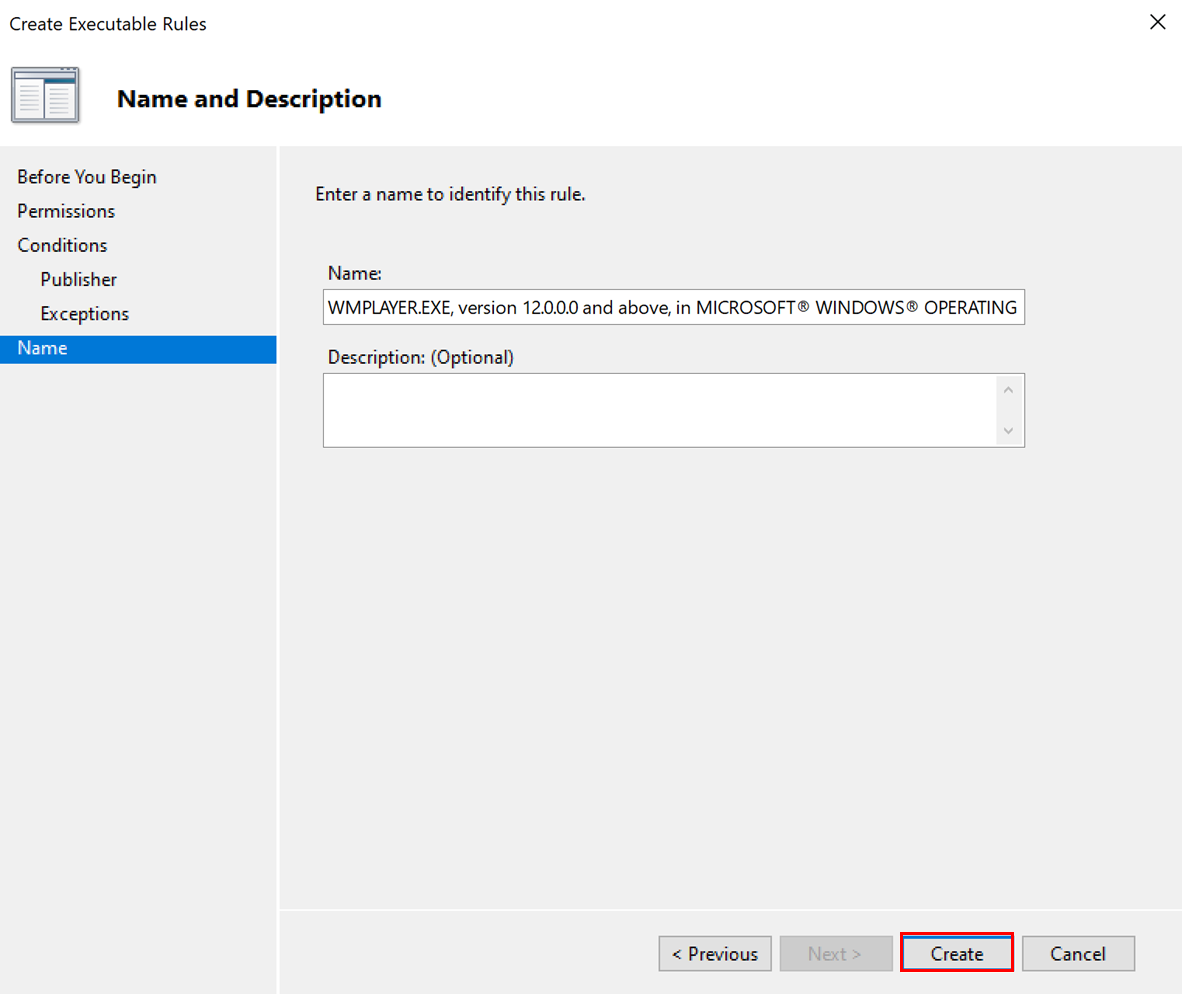 Create Executable Rules
Name and Description
Before You Begin
Permissions
Conditions
Publisher
Exceptions
Name
Enter a name to identify this rule.
Name:
WMPLAYER.EXE, version 12.0.0.0 and above, in MICROSOFT® WINDOWS® OPERATING
Description: (Optional)
< Previous
Next >
Create
Cancel